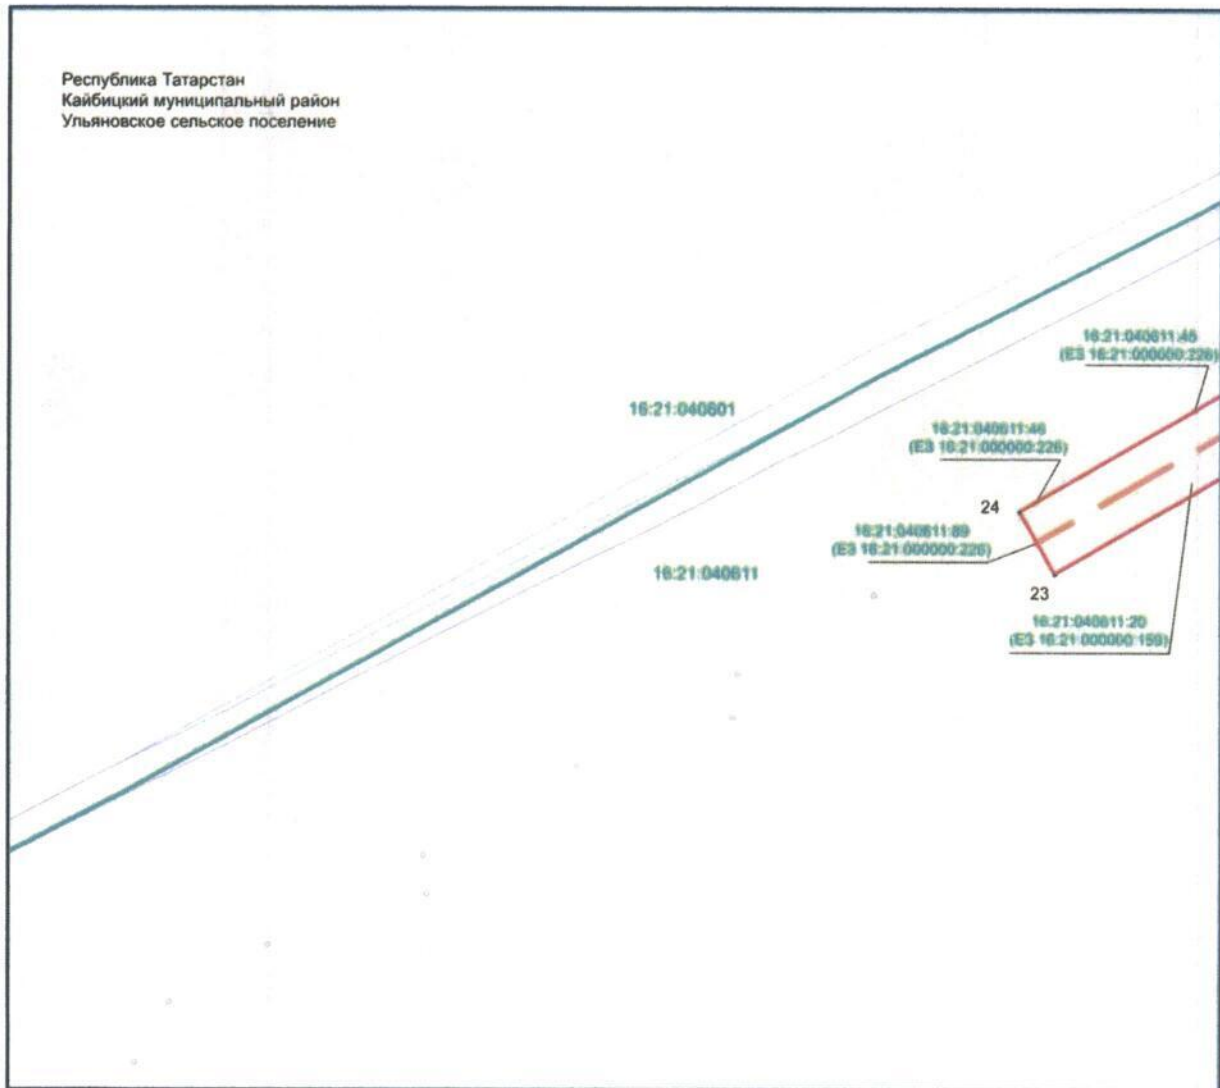 Республика Татарстан
Кайбицкий муниципальный район
Ульяновское сельское поселение
16:21:040611:45
(ЕЗ 16:21:000000:226)
16:21:040601
16:21:040611:46
(ЕЗ 16:21:000000:226)
24
16:21:040611:89
(ЕЗ 16:21:000000:226)
16:21:040611
23
16:21:040611:20
(ЕЗ 16:21:000000:159)